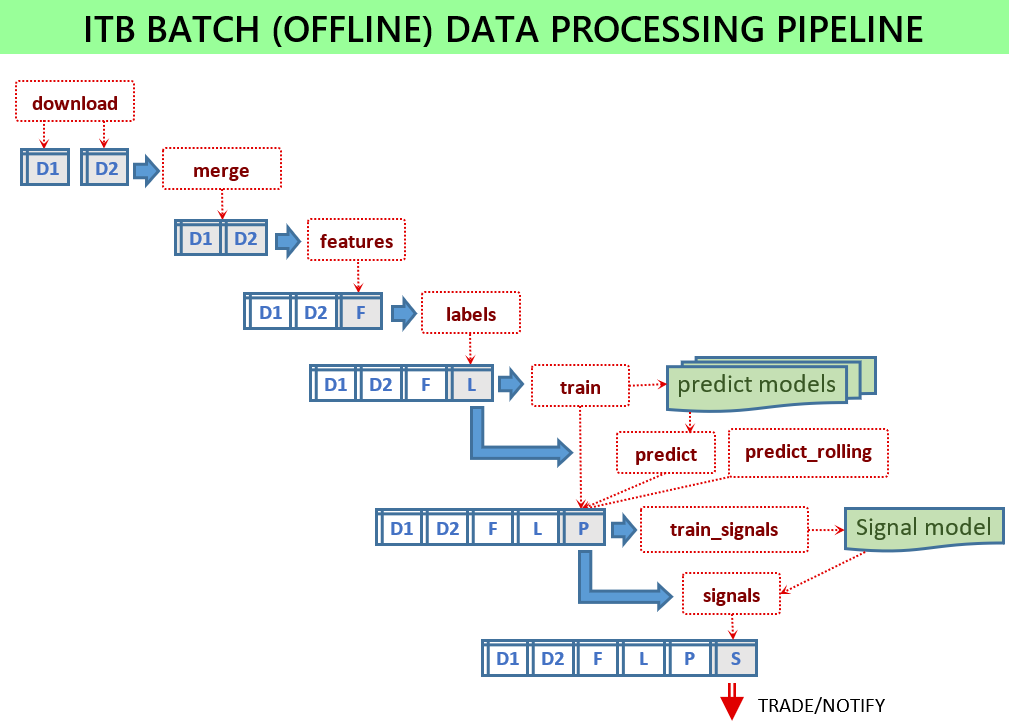 ITB BATCH (OFFLINE) DATA PROCESSING PIPELINE
download
D1 D2
merge
D1 D2
features
D1 D2 F
labels
D1 D2 F L
train
predict models
predict
predict_rolling
D1 D2 F L P
train_signals
Signal model
signals
D1 D2 F L P S
TRADE/NOTIFY